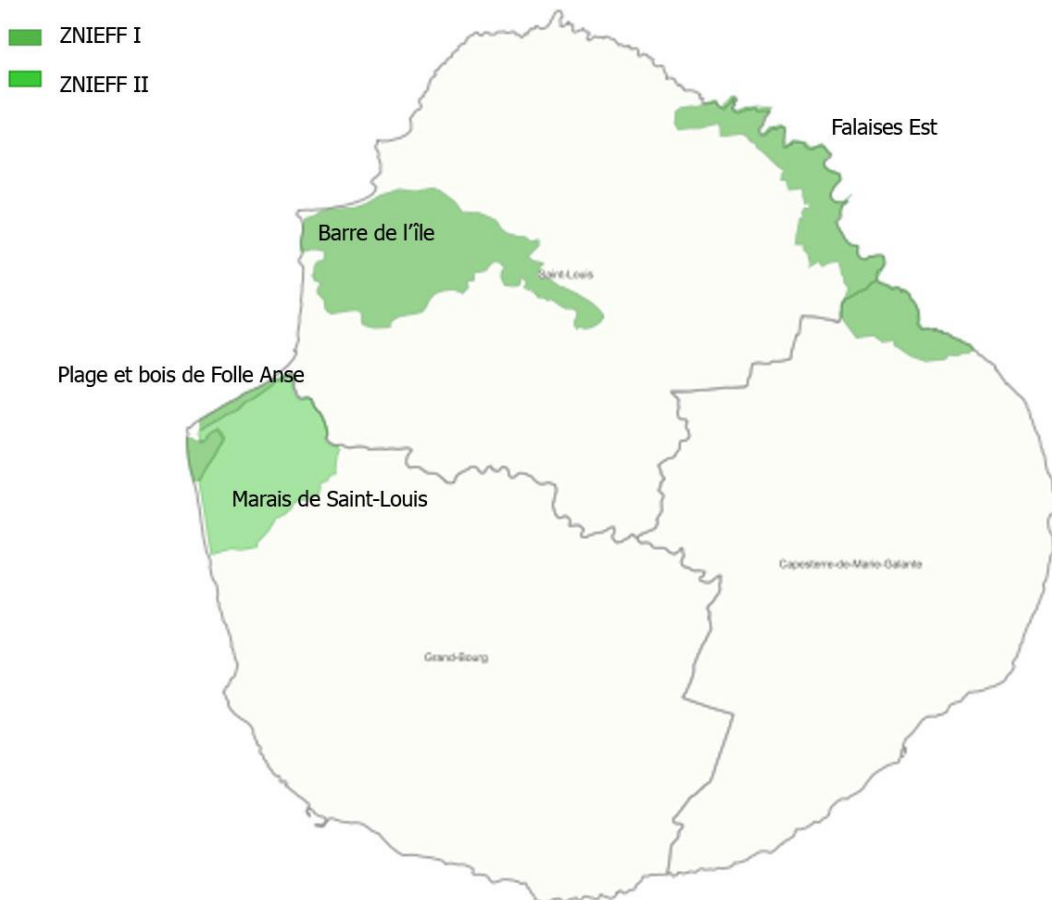 ZNIEFF I
ZNIEFF II
Falaises Est
Barre de l'île
Saint-Louis
Plage et bois de Folle Anse
Marais de Saint-Louis
Capesterre-de-Marie-Galante
Grand-Bourg